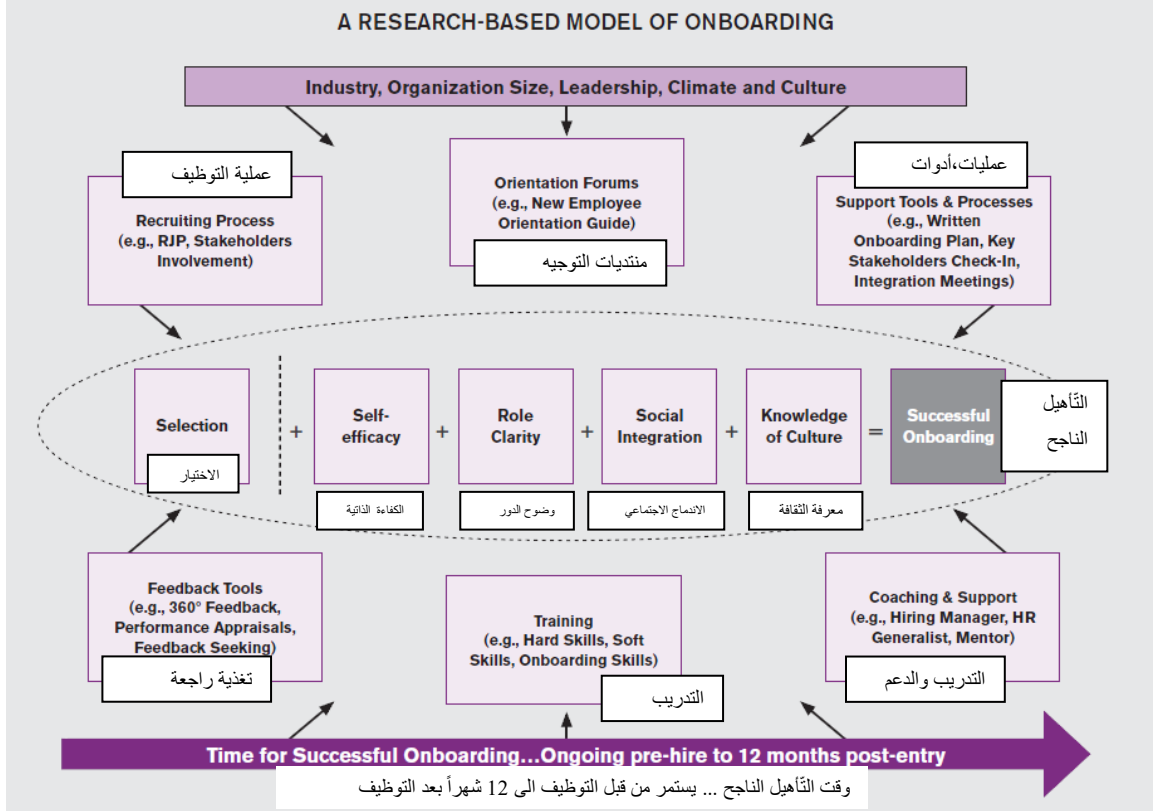 A RESEARCH-BASED MODEL OF ONBOARDING
Industry, Organization Size, Leadership, Climate and Culture
عملية التوظيف
Recruiting Process
(e.g., RJP, Stakeholders
Involvement)
Orientation Forums
(e.g., New Employee
Orientation Guide)
منتديات التوجيه
عمليات،أدوات
Support Tools & Processes
(e.g., Written
Onboarding Plan, Key
Stakeholders Check-In,
Integration Meetings)
Selection
الاختيار
+
Self-
efficacy
الكفاءة الذاتية
+
Role
Clarity
وضوح الدور
+
Social
Integration
الاندماج الاجتماعي
+
Knowledge
of Culture
معرفة الثقافة
=
Successful
Onboarding
التّأهيل
الناجح
Feedback Tools
(e.g., 360° Feedback,
Performance Appraisals,
Feedback Seeking)
تغذية راجعة
Training
(e.g., Hard Skills, Soft
Skills, Onboarding Skills)
التدريب
Coaching & Support
(e.g., Hiring Manager, HR
Generalist, Mentor)
التدريب والدعم
Time for Successful Onboarding...Ongoing pre-hire to 12 months post-entry
وقت التّأهيل الناجح ... يستمر من قبل التوظيف الى 12 شهراً بعد التوظيف